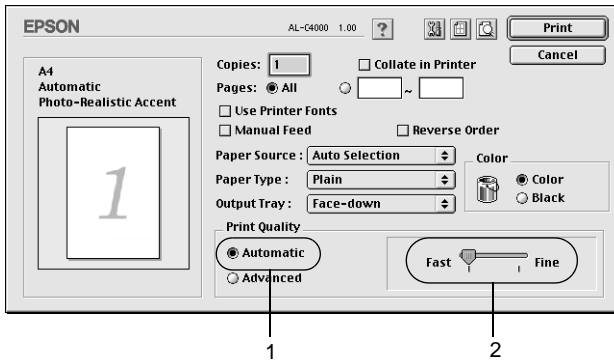 EPSON
AL-C4000 1.00
?
Print
Cancel
A4
Automatic
Photo-Realistic Accent
1
Copies: 1
Collate in Printer
Pages: All
~
Use Printer Fonts
Manual Feed
Reverse Order
Paper Source : Auto Selection
Paper Type : Plain
Output Tray : Face-down
Color
Color
Black
Print Quality
Automatic
Advanced
Fast
Fine
1
2